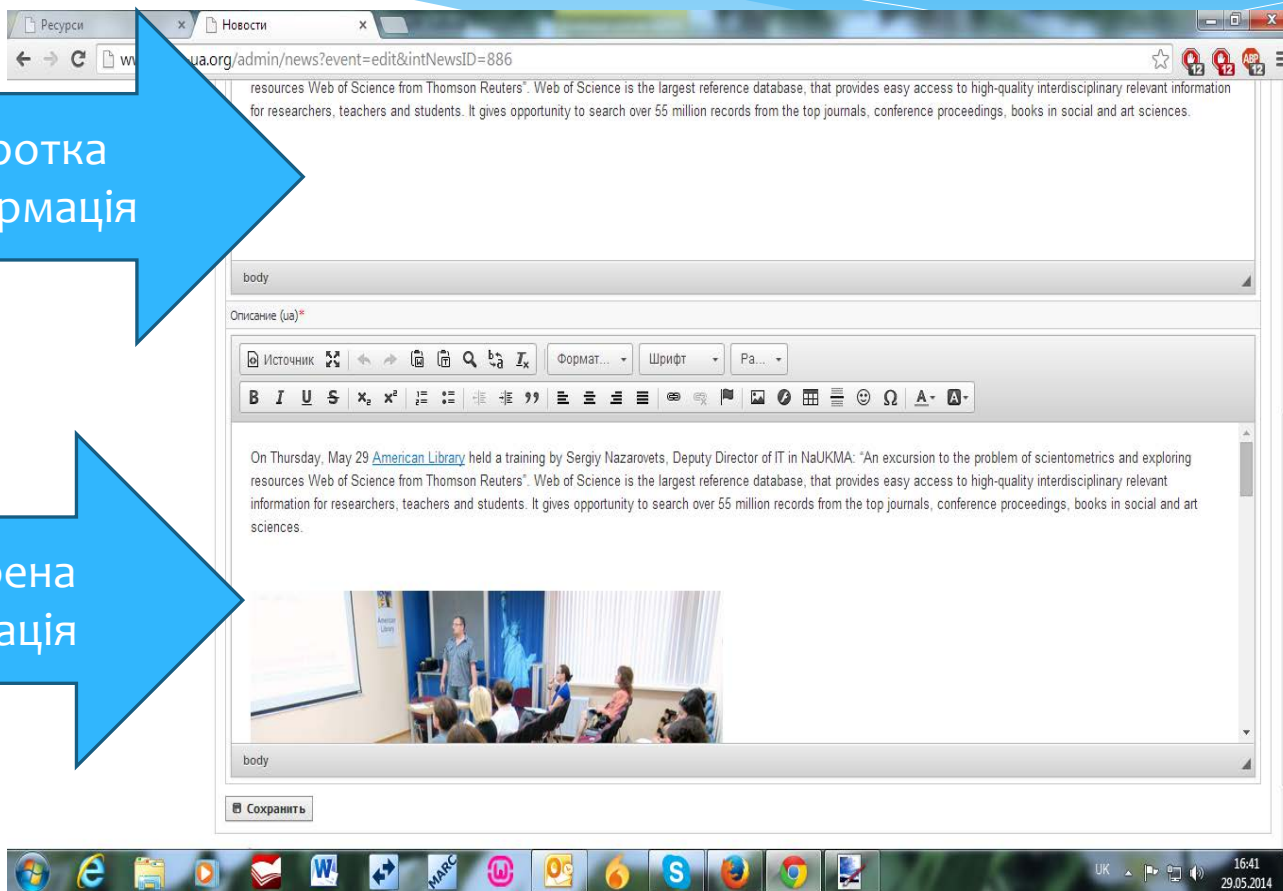 Ресурси
Новости
ua.org/admin/news?event=edit&intNewsID=886
12
12
12
resources Web of Science from Thomson Reuters". Web of Science is the largest reference database, that provides easy access to high-quality interdisciplinary relevant information
for researchers, teachers and students. It gives opportunity to search over 55 million records from the top journals, conference proceedings, books in social and art sciences.
ротка
рмація
body
Описание (ua)*
Источник
Формат...
Шрифт
Ра...
On Thursday, May 29 American Library held a training by Sergiy Nazarovets, Deputy Director of IT in NaUKMA: “An excursion to the problem of scientometrics and exploring
resources Web of Science from Thomson Reuters”. Web of Science is the largest reference database, that provides easy access to high-quality interdisciplinary relevant
information for researchers, teachers and students. It gives opportunity to search over 55 million records from the top journals, conference proceedings, books in social and art
sciences.
рена
ація
American
Library
body
Сохранить
MARC
UK
16:41
29.05.2014